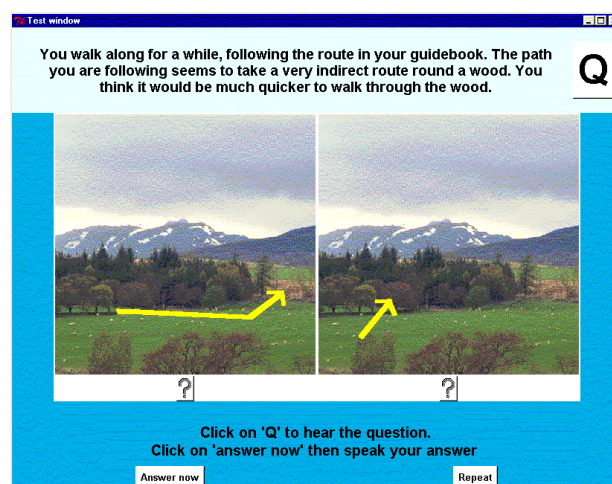 Test window
You walk along for a while, following the route in your guidebook. The path
you are following seems to take a very indirect route round a wood. You
think it would be much quicker to walk through the wood.
Q
? ?
Click on 'Q' to hear the question.
Click on 'answer now' then speak your answer
Answer now Repeat